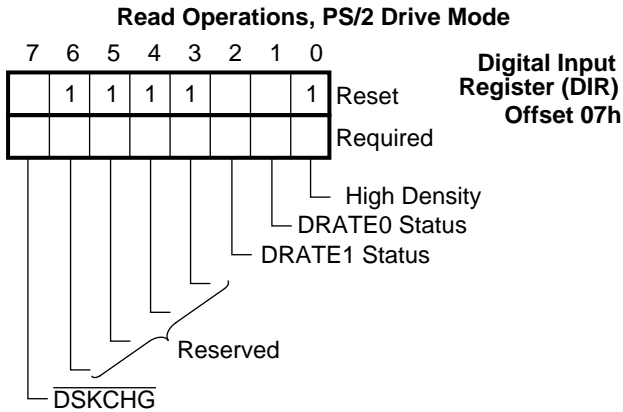 Read Operations, PS/2 Drive Mode
7 6 5 4 3 2 1 0
Digital Input
Register (DIR)
Offset 07h
1 1 1 1 1 Reset
Required
High Density
DRATE0 Status
DRATE1 Status
Reserved
DSKCHG